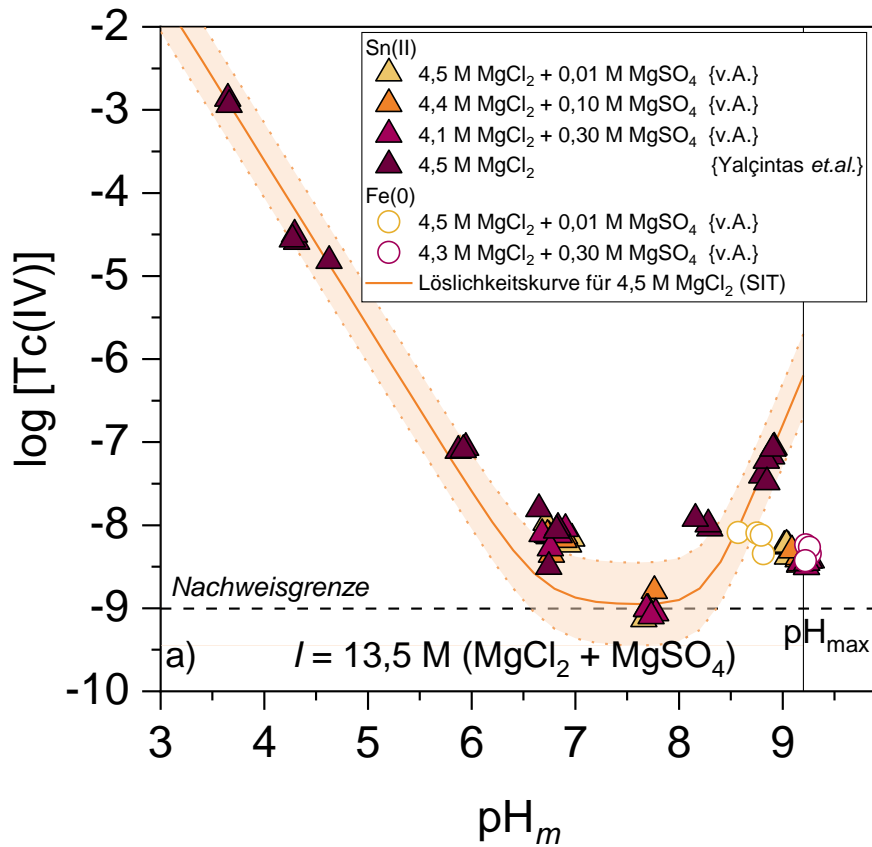 -2
-3
-4
-5
-6
-7
-8
-9
-10
log [Tc(IV)]
Sn(II)
4,5 M MgCl₂ + 0,01 M MgSO₄ {v.A.}
4,4 M MgCl₂ + 0,10 M MgSO₄ {v.A.}
4,1 M MgCl₂ + 0,30 M MgSO₄ {v.A.}
4,5 M MgCl₂ {Yalçintas et.al.}
Fe(0)
4,5 M MgCl₂ + 0,01 M MgSO₄ {v.A.}
4,3 M MgCl₂ + 0,30 M MgSO₄ {v.A.}
Löslichkeitskurve für 4,5 M MgCl₂ (SIT)
Nachweisgrenze
pHₘₐₓ
a) I = 13,5 M (MgCl₂ + MgSO₄)
3 4 5 6 7 8 9
pHₘ